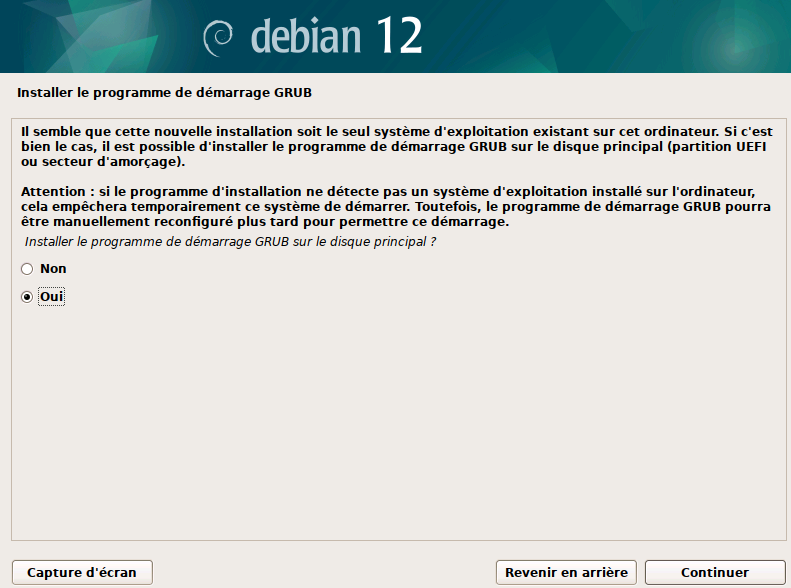 debian 12
Installer le programme de démarrage GRUB
Il semble que cette nouvelle installation soit le seul système d'exploitation existant sur cet ordinateur. Si c'est
bien le cas, il est possible d'installer le programme de démarrage GRUB sur le disque principal (partition UEFI
ou secteur d'amorçage).
Attention : si le programme d'installation ne détecte pas un système d'exploitation installé sur l'ordinateur,
cela empêchera temporairement ce système de démarrer. Toutefois, le programme de démarrage GRUB pourra
être manuellement reconfiguré plus tard pour permettre ce démarrage.
Installer le programme de démarrage GRUB sur le disque principal ?
Non
Oui
Capture d'écran
Revenir en arrière
Continuer